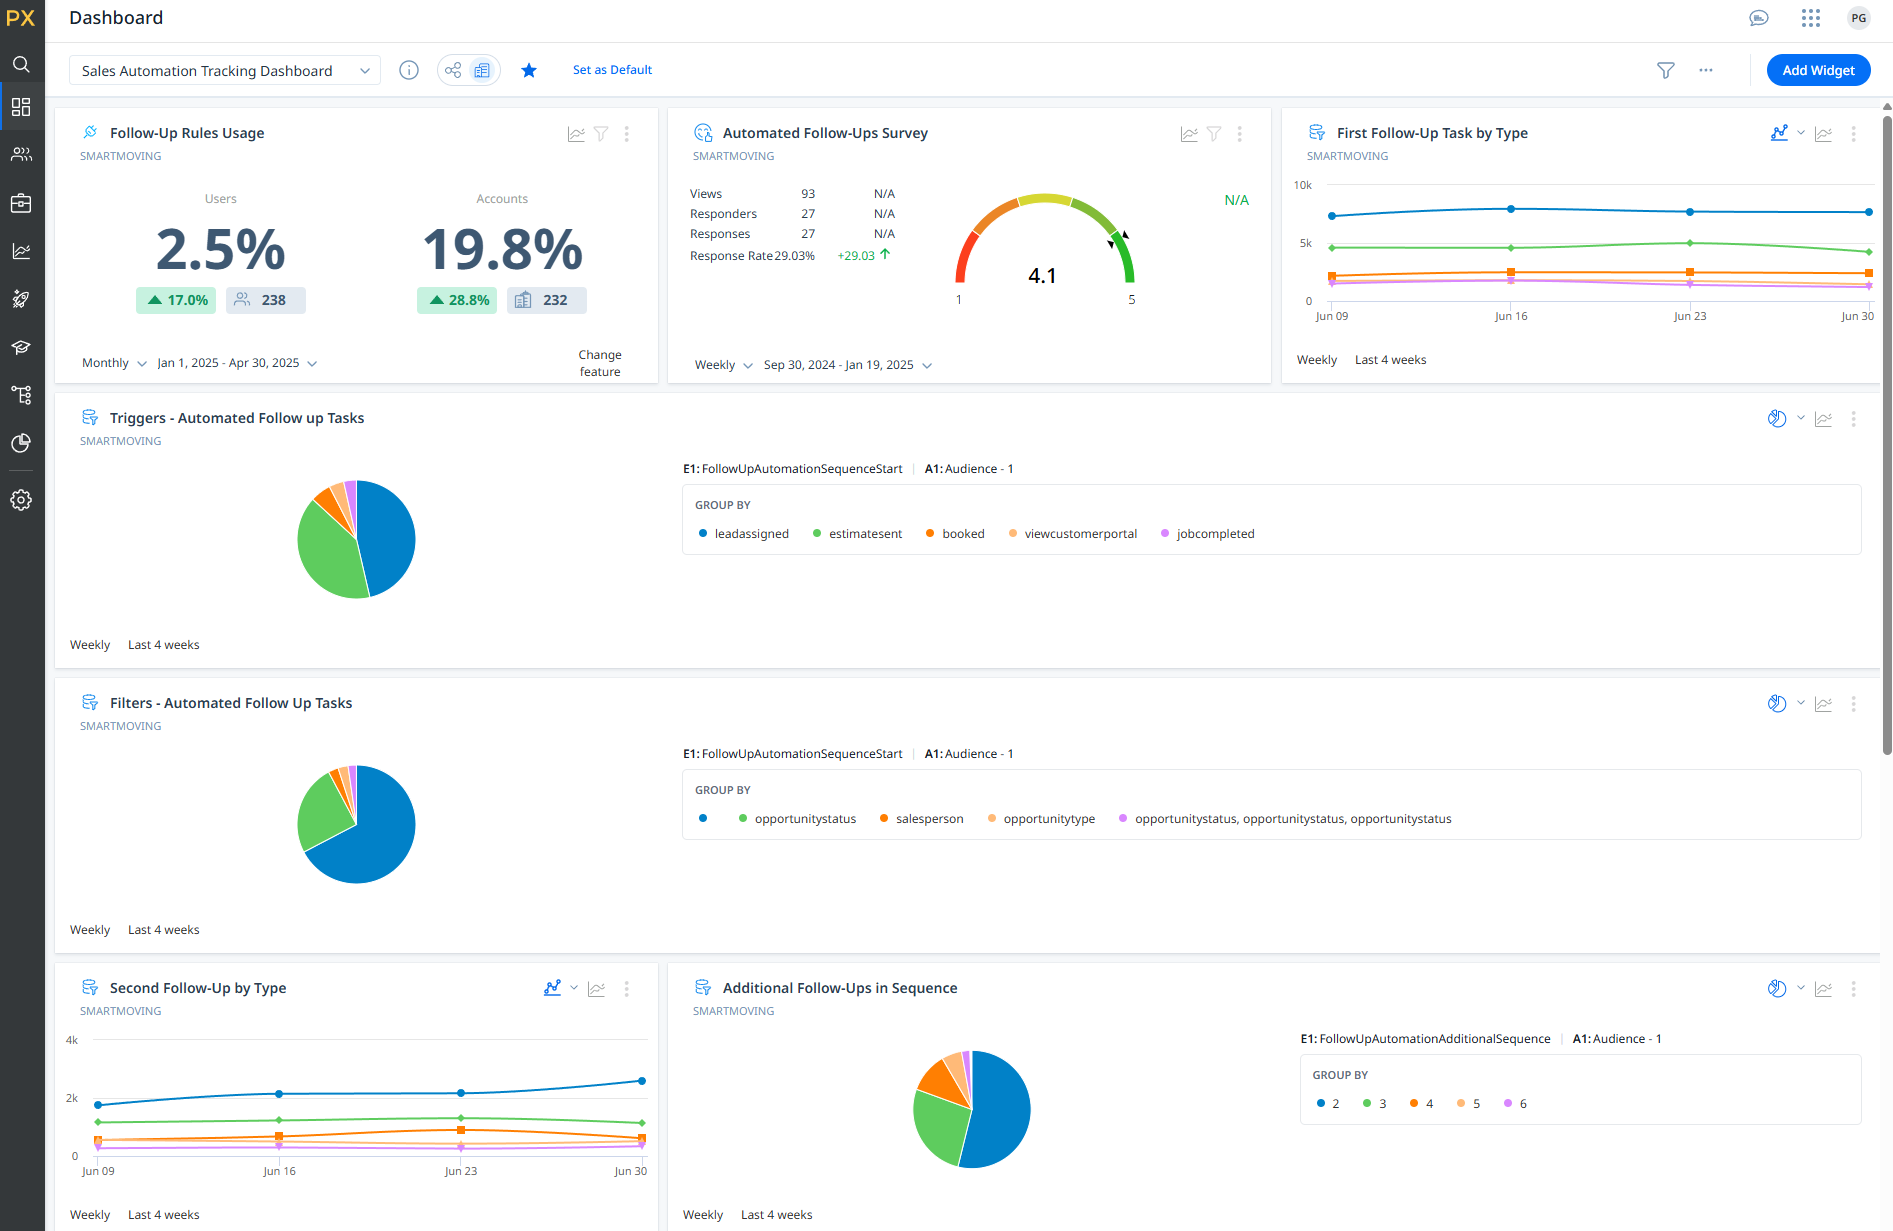 PX
Dashboard
PG
Sales Automation Tracking Dashboard
Set as Default
Add Widget
Follow-Up Rules Usage
SMARTMOVING
Users
Accounts
2.5%
19.8%
17.0%
238
28.8%
232
Monthly
Jan 1, 2025 - Apr 30, 2025
Change
feature
Automated Follow-Ups Survey
SMARTMOVING
Views 93 N/A
Responders 27 N/A
Responses 27 N/A
Response Rate 29.03% +29.03
4.1
1
5
N/A
Weekly
Sep 30, 2024 - Jan 19, 2025
First Follow-Up Task by Type
SMARTMOVING
10k
5k
0
Jun 09
Jun 16
Jun 23
Jun 30
Weekly
Last 4 weeks
Triggers - Automated Follow up Tasks
SMARTMOVING
E1: FollowUpAutomationSequenceStart
A1: Audience - 1
GROUP BY
leadassigned
estimatesent
booked
viewcustomerportal
jobcompleted
Weekly
Last 4 weeks
Filters - Automated Follow Up Tasks
SMARTMOVING
E1: FollowUpAutomationSequenceStart
A1: Audience - 1
GROUP BY
opportunitystatus
salesperson
opportunitytype
opportunitystatus, opportunitystatus, opportunitystatus
Weekly
Last 4 weeks
Second Follow-Up by Type
SMARTMOVING
4k
2k
0
Jun 09
Jun 16
Jun 23
Jun 30
Weekly
Last 4 weeks
Additional Follow-Ups in Sequence
SMARTMOVING
E1: FollowUpAutomationAdditionalSequence
A1: Audience - 1
GROUP BY
2
3
4
5
6
Weekly
Last 4 weeks